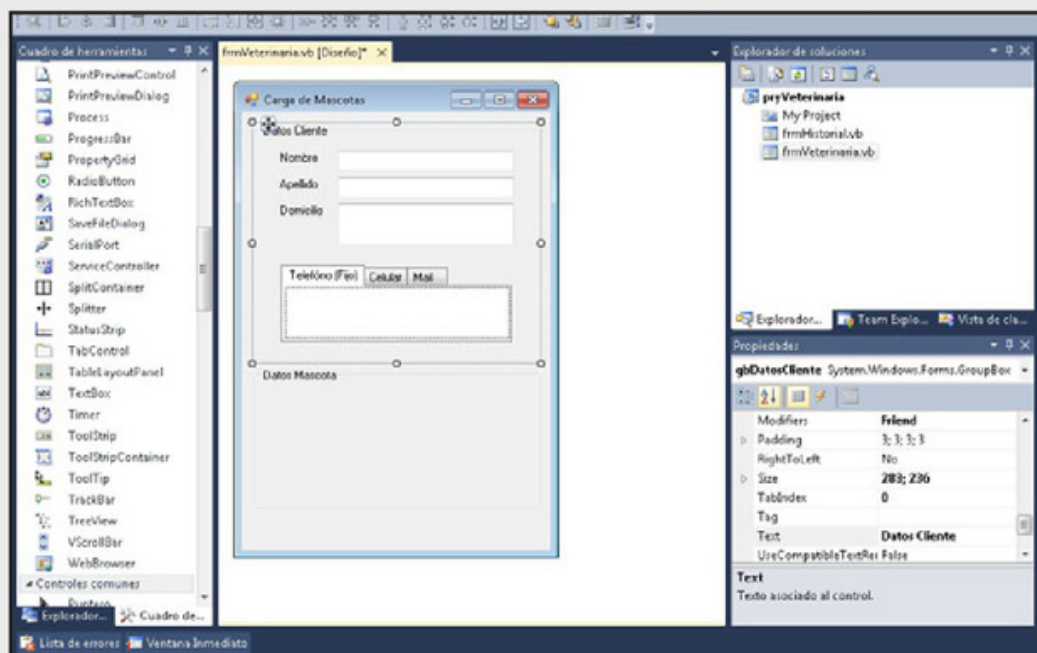 Cuadro de herramientas
PrintPreviewControl
PrintPreviewDialog
Process
ProgressBar
PropertyGrid
RadioButton
RichTextBox
SaveFileDialog
SerialPort
ServiceController
SplitContainer
Splitter
StatusStrip
TabControl
TableLayoutPanel
TextBox
Timer
ToolStrip
ToolStripContainer
ToolTip
TrackBar
TreeView
VScrollBar
WebBrowser
Controles comunes
Puntero
Explorador... Cuadro de...
frmVeterinaria.vb [Diseño]*
Carga de Mascotas
Datos Cliente
Nombre
Apellido
Domicilio
Telefóno (Fijo) Celular Mail
Datos Mascota
Explorador de soluciones
pryVeterinaria
My Project
frmHistorial.vb
frmVeterinaria.vb
Explorador... Team Explo... Vista de cla...
Propiedades
gbDatosCliente System.Windows.Forms.GroupBox
Modifiers Friend
Padding 3; 3; 3; 3
RightToLeft No
Size 283; 236
TabIndex 0
Tag
Text Datos Cliente
UseCompatibleTextRei False
Text
Texto asociado al control.
Lista de errores Ventana Inmediato